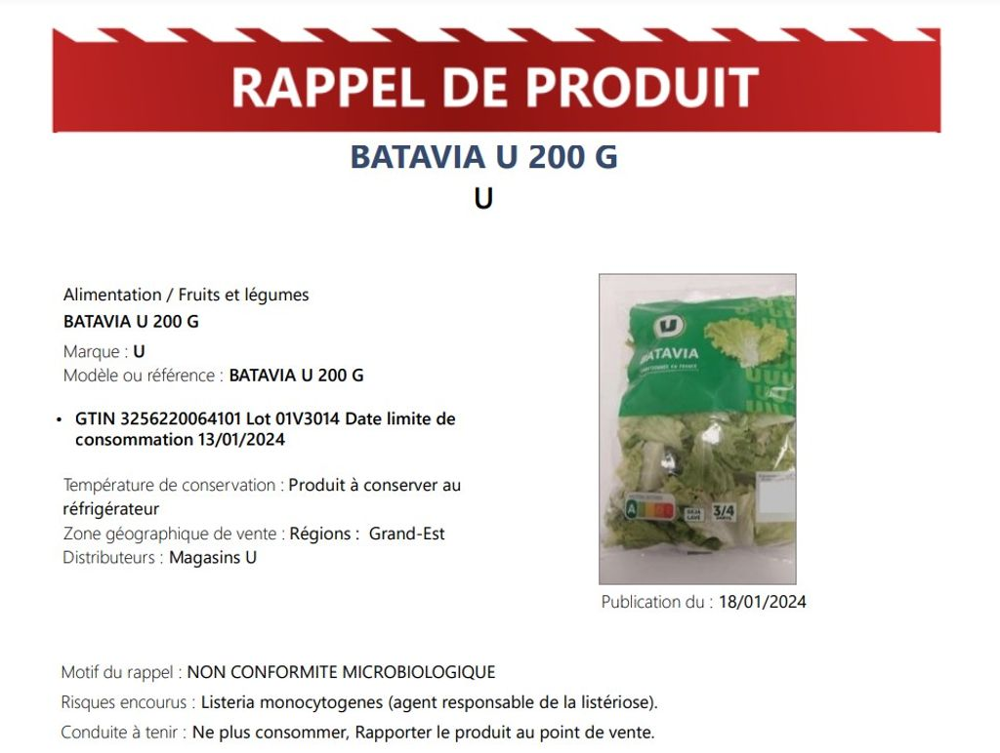 RAPPEL DE PRODUIT
BATAVIA U 200 G
U
Alimentation / Fruits et légumes
BATAVIA U 200 G
Marque : U
Modèle ou référence : BATAVIA U 200 G
• GTIN 3256220064101 Lot 01V3014 Date limite de
consommation 13/01/2024
Température de conservation : Produit à conserver au
réfrigérateur
Zone géographique de vente : Régions : Grand-Est
Distributeurs : Magasins U
U
BATAVIA
A
DÉJÀ
LAVÉ
3/4
Publication du : 18/01/2024
Motif du rappel : NON CONFORMITE MICROBIOLOGIQUE
Risques encourus : Listeria monocytogenes (agent responsable de la listériose).
Conduite à tenir : Ne plus consommer, Rapporter le produit au point de vente.